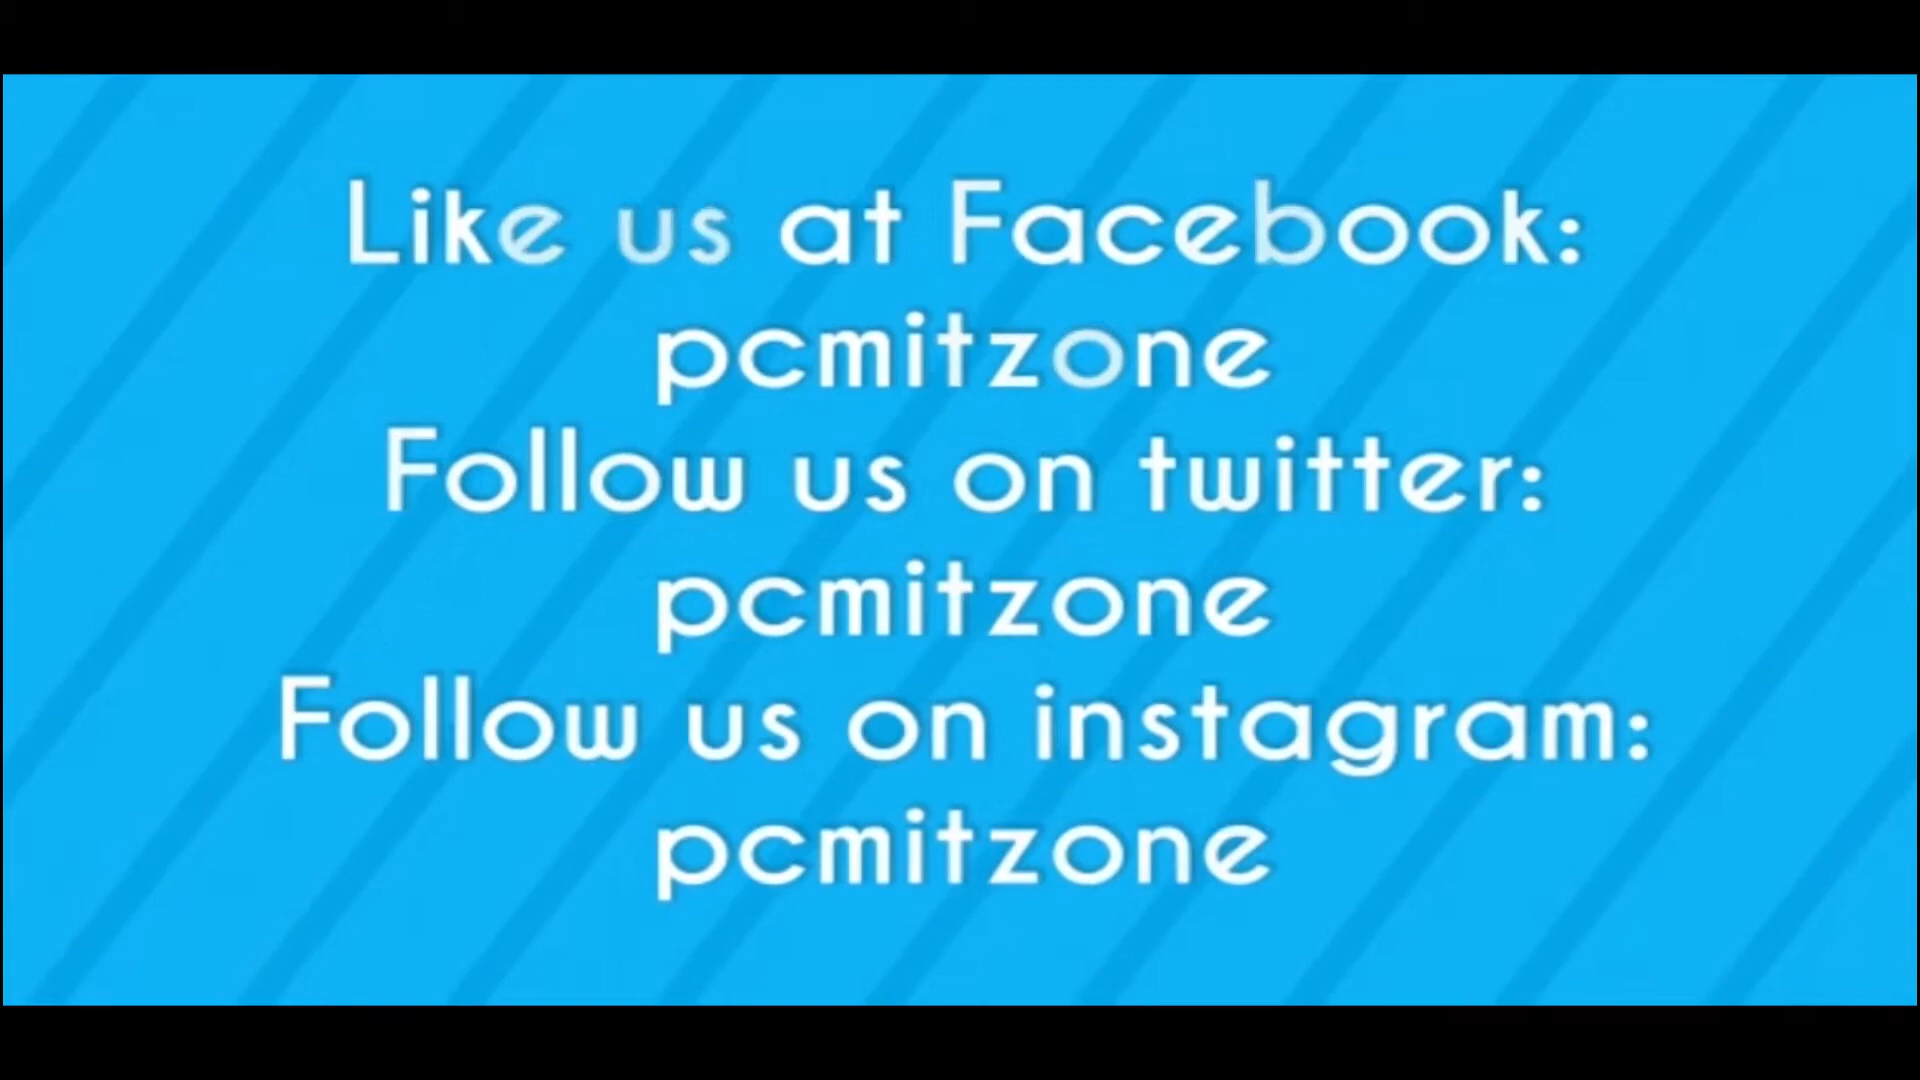 Like us at Facebook:
pcmitzone
Follow us on twitter:
pcmitzone
Follow us on instagram:
pcmitzone